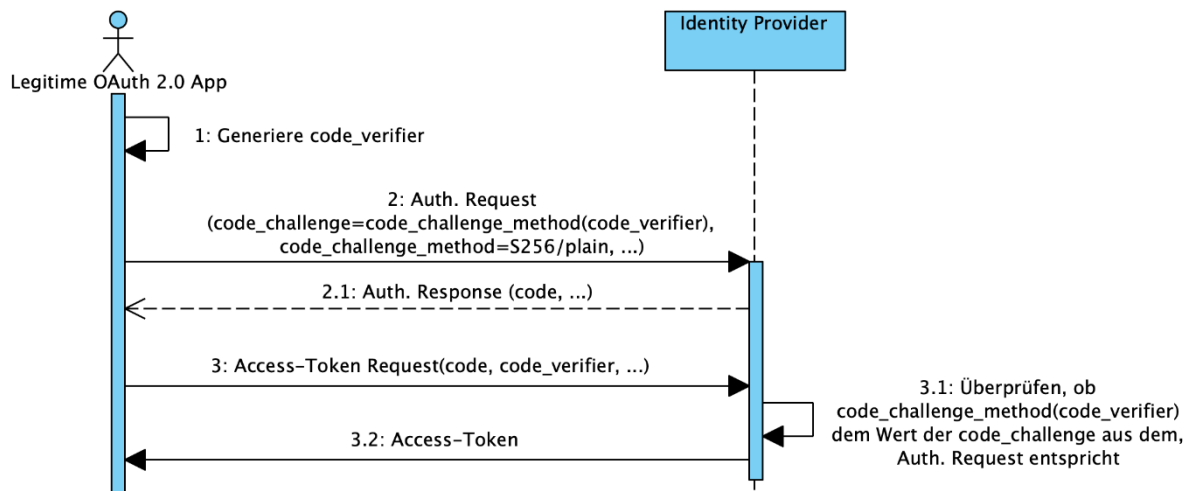 Identity Provider
Legitime OAuth 2.0 App
1: Generiere code_verifier
2: Auth. Request
(code_challenge=code_challenge_method(code_verifier),
code_challenge_method=S256/plain, ...)
2.1: Auth. Response (code, ...)
3: Access-Token Request(code, code_verifier, ...)
3.1: Überprüfen, ob
code_challenge_method(code_verifier)
dem Wert der code_challenge aus dem,
Auth. Request entspricht
3.2: Access-Token